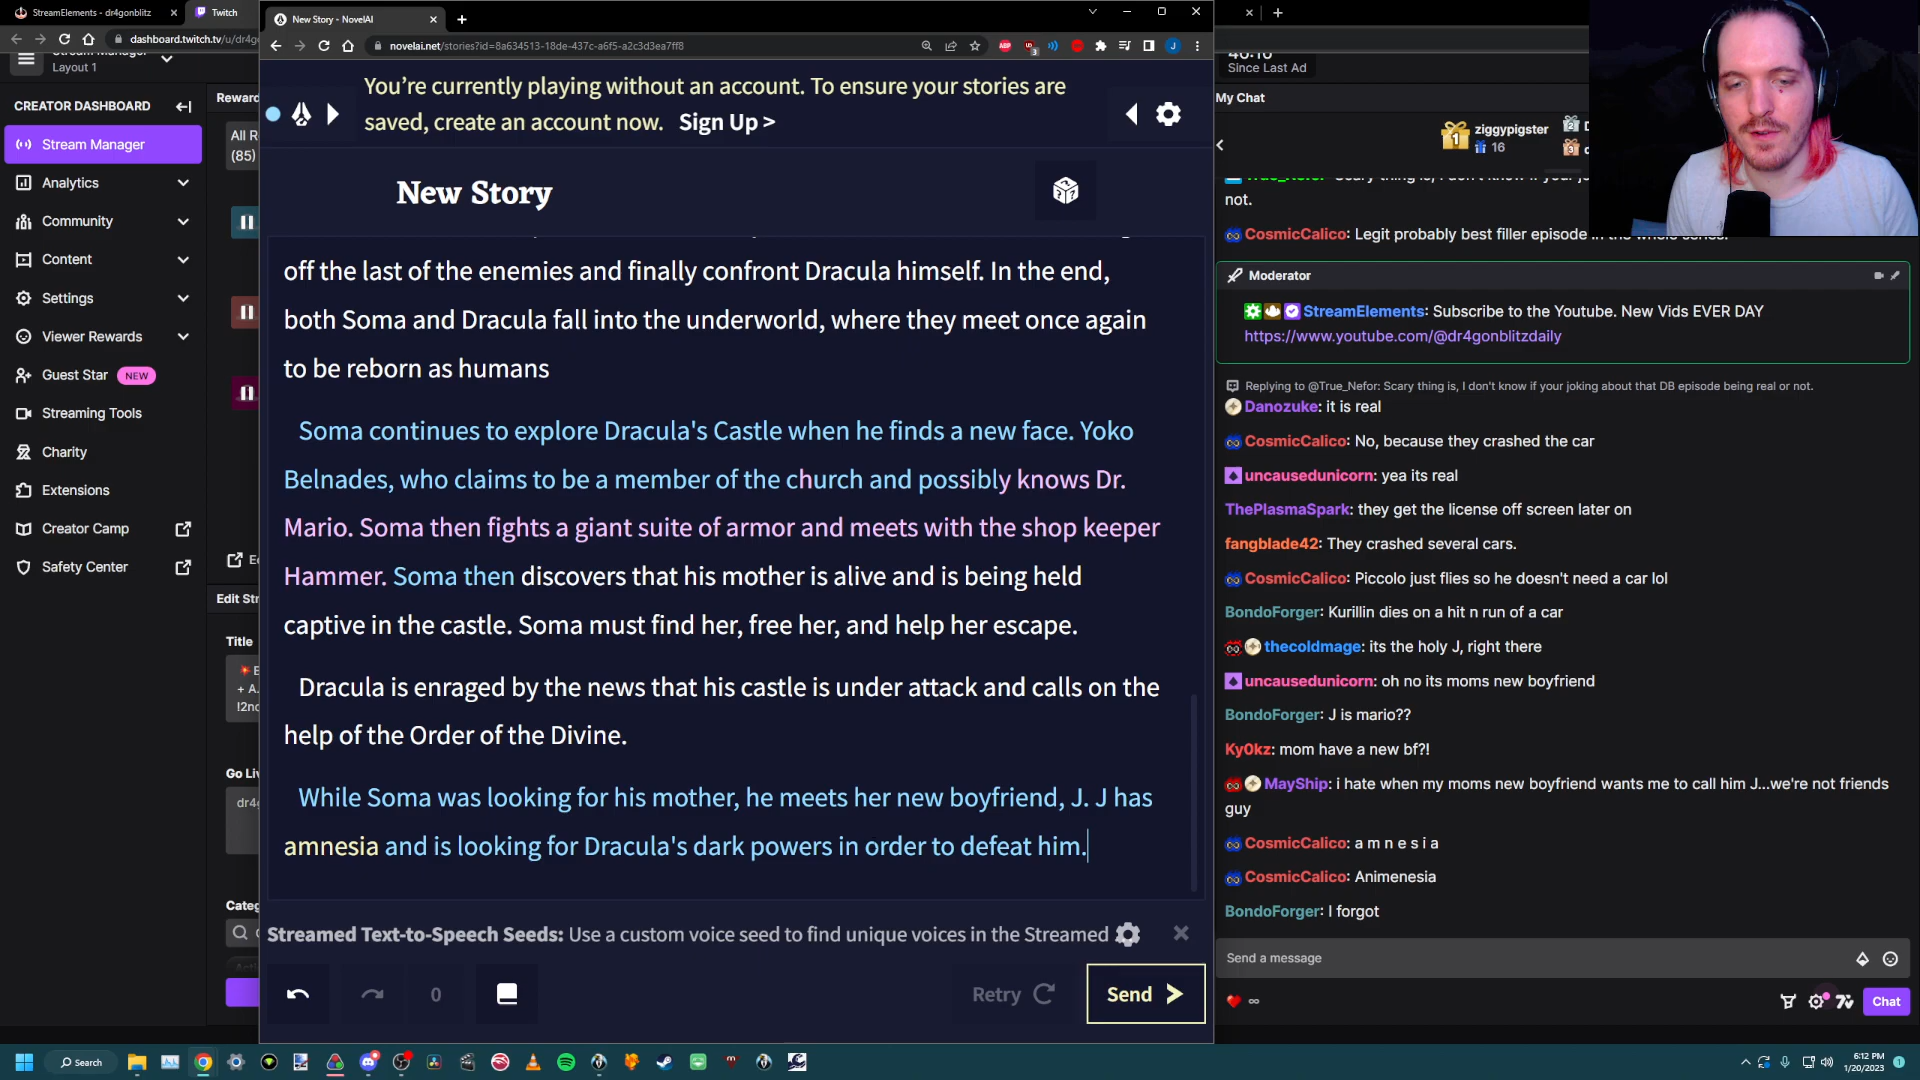 StreamElements - dr4gonblitz
Twitch
New Story - NovelAI
dashboard.twitch.tv/u/dr4g
novelai.net/stories?id=8a634513-18de-437c-a6f5-a2c3d3ea7ff8
Stream Manager
Layout 1
CREATOR DASHBOARD
Stream Manager
Analytics
Community
Content
Settings
Viewer Rewards
Guest Star NEW
Streaming Tools
Charity
Extensions
Creator Camp
Safety Center
Reward
All R
(85)
Edit Str
Title
+ A.
!2nd
Go Liv
dr4g
Categ
You're currently playing without an account. To ensure your stories are
saved, create an account now. Sign Up >
New Story
off the last of the enemies and finally confront Dracula himself. In the end,
both Soma and Dracula fall into the underworld, where they meet once again
to be reborn as humans
Soma continues to explore Dracula's Castle when he finds a new face. Yoko
Belnades, who claims to be a member of the church and possibly knows Dr.
Mario. Soma then fights a giant suite of armor and meets with the shop keeper
Hammer. Soma then discovers that his mother is alive and is being held
captive in the castle. Soma must find her, free her, and help her escape.
Dracula is enraged by the news that his castle is under attack and calls on the
help of the Order of the Divine.
While Soma was looking for his mother, he meets her new boyfriend, J. J has
amnesia and is looking for Dracula's dark powers in order to defeat him.
Streamed Text-to-Speech Seeds: Use a custom voice seed to find unique voices in the Streamed
0
Retry
Send
Since Last Ad
My Chat
1 ziggypigster
16
not.
CosmicCalico: Legit probably best filler episode in the whole series.
Moderator
StreamElements: Subscribe to the Youtube. New Vids EVER DAY
https://www.youtube.com/@dr4gonblitzdaily
Replying to @True_Nefor: Scary thing is, I don't know if your joking about that DB episode being real or not.
Danozuke: it is real
CosmicCalico: No, because they crashed the car
uncausedunicorn: yea its real
ThePlasmaSpark: they get the license off screen later on
fangblade42: They crashed several cars.
CosmicCalico: Piccolo just flies so he doesn't need a car lol
BondoForger: Kurillin dies on a hit n run of a car
thecoldmage: its the holy J, right there
uncausedunicorn: oh no its moms new boyfriend
BondoForger: J is mario??
Ky0kz: mom have a new bf?!
MayShip: i hate when my moms new boyfriend wants me to call him J...we're not friends
guy
CosmicCalico: a m n e s i a
CosmicCalico: Animenesia
BondoForger: I forgot
Send a message
Chat
Search
6:12 PM
1/20/2023